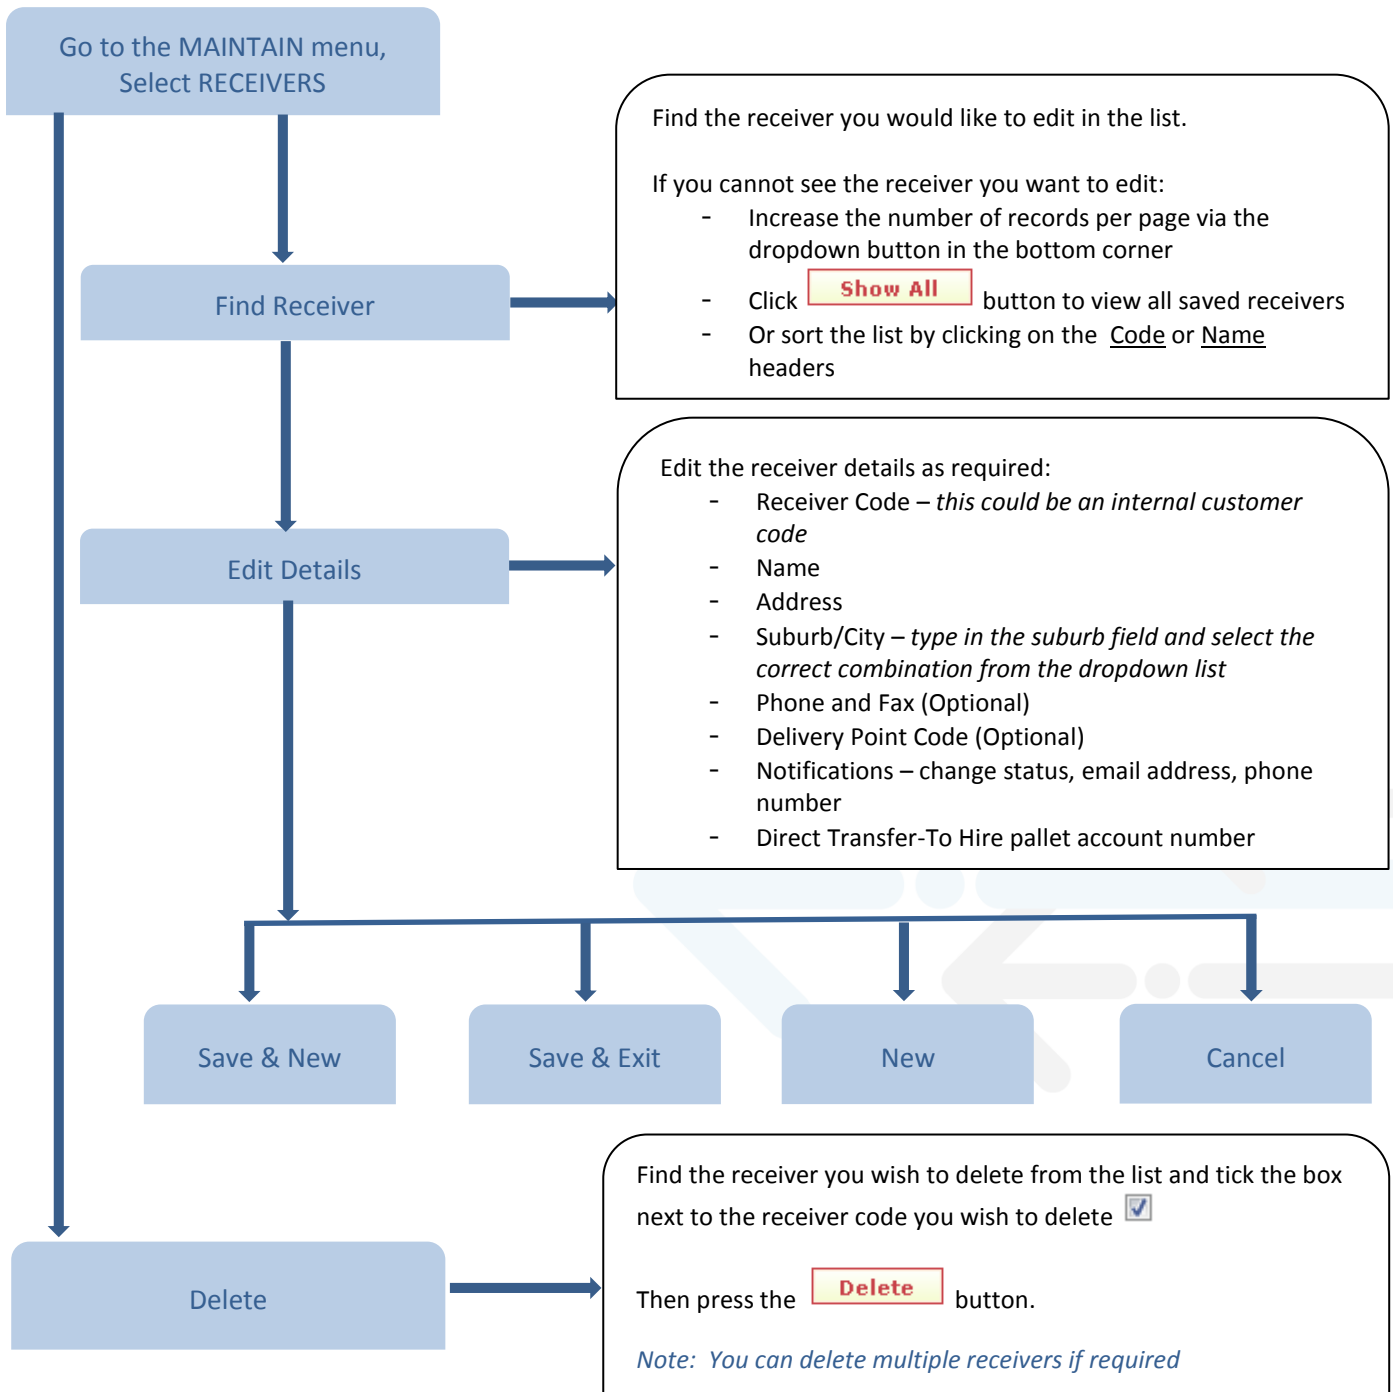 Go to the MAINTAIN menu,
Select RECEIVERS
Find the receiver you would like to edit in the list.
If you cannot see the receiver you want to edit:
- Increase the number of records per page via the
dropdown button in the bottom corner
- Click Show All button to view all saved receivers
- Or sort the list by clicking on the Code or Name
headers
Find Receiver
Edit the receiver details as required:
- Receiver Code – this could be an internal customer
code
- Name
- Address
- Suburb/City – type in the suburb field and select the
correct combination from the dropdown list
- Phone and Fax (Optional)
- Delivery Point Code (Optional)
- Notifications – change status, email address, phone
number
- Direct Transfer-To Hire pallet account number
Edit Details
Save & New
Save & Exit
New
Cancel
Find the receiver you wish to delete from the list and tick the box
next to the receiver code you wish to delete
Then press the Delete button.
Note: You can delete multiple receivers if required
Delete